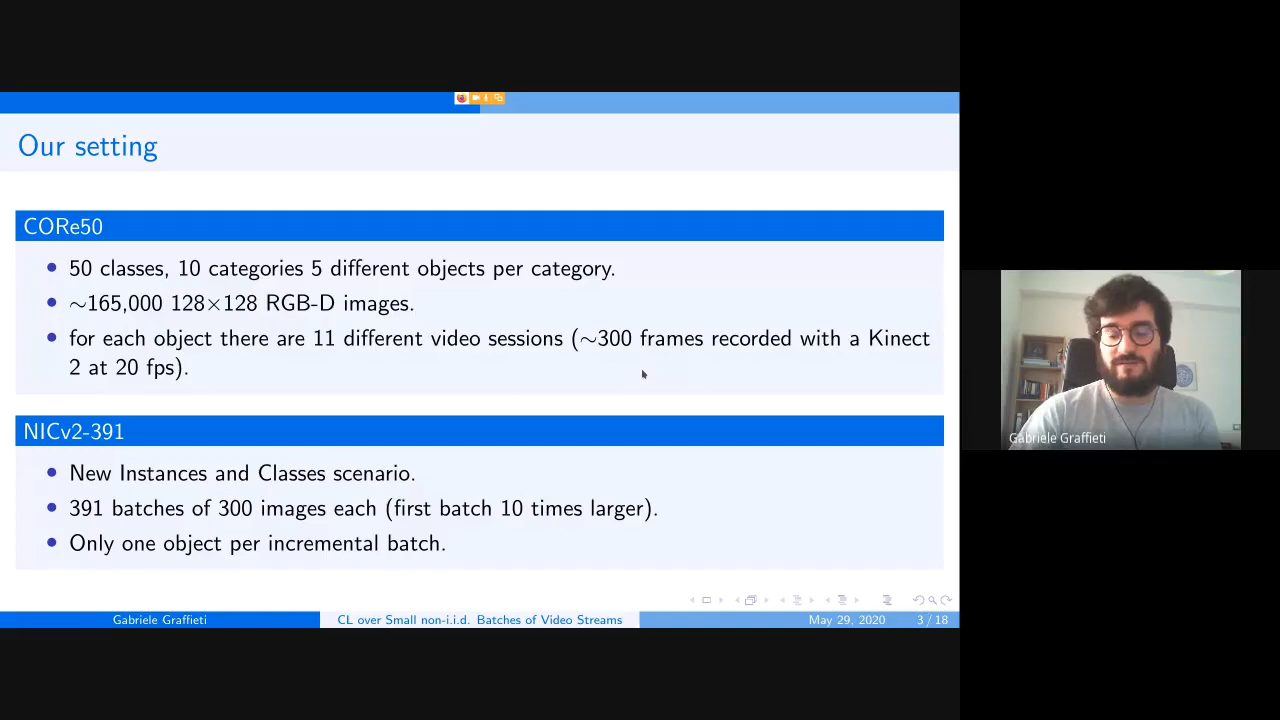 Our setting
CORe50
50 classes, 10 categories 5 different objects per category.
~165,000 128×128 RGB-D images.
for each object there are 11 different video sessions (~300 frames recorded with a Kinect
2 at 20 fps).
NICv2-391
New Instances and Classes scenario.
391 batches of 300 images each (first batch 10 times larger).
Only one object per incremental batch.
Gabriele Graffieti
CL over Small non-i.i.d. Batches of Video Streams
May 29, 2020
3 / 18
Gabriele Graffieti